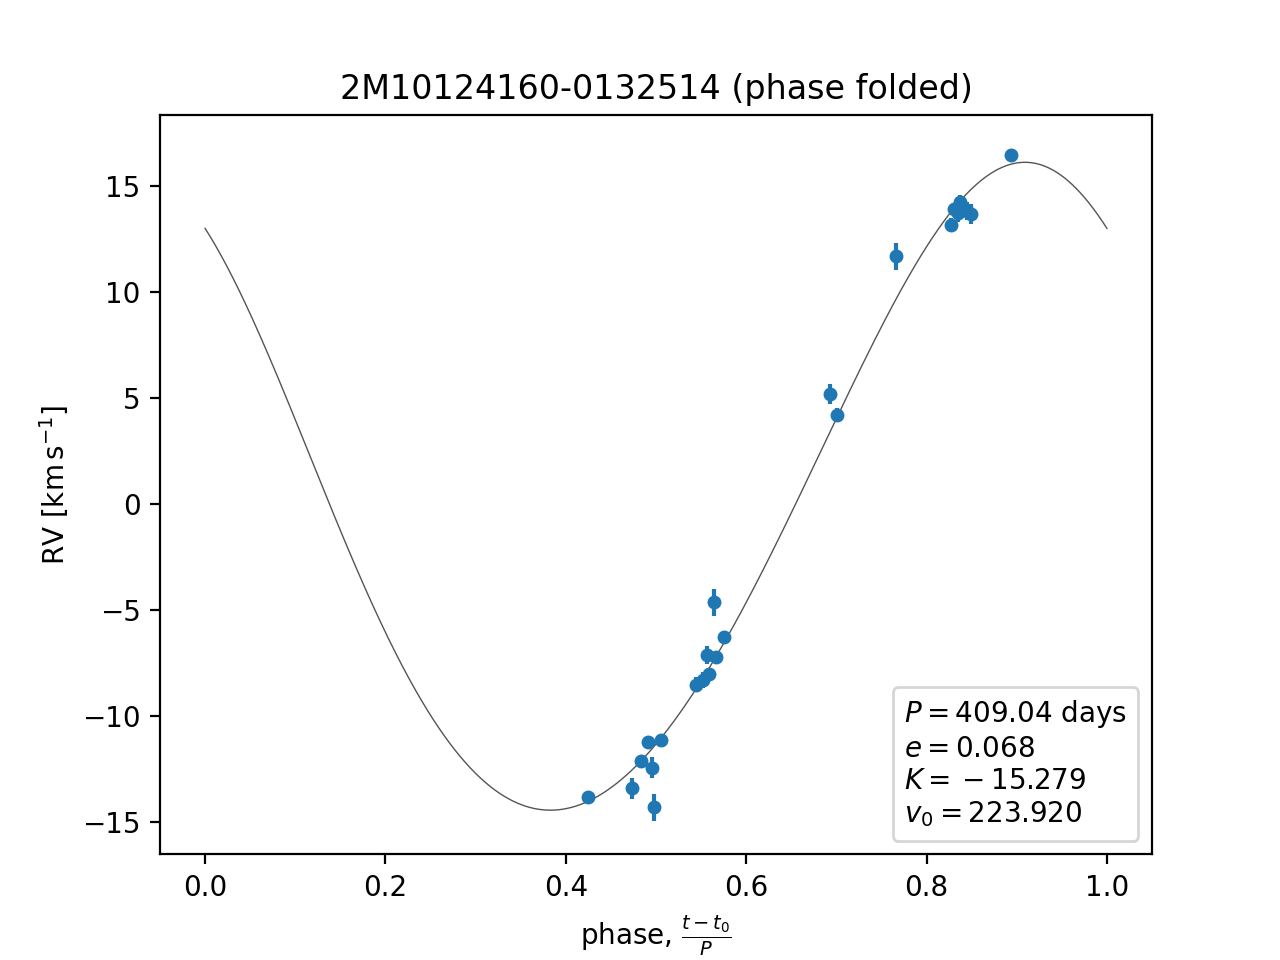 2M10124160-0132514 (phase folded)
RV [km s⁻¹]
15
10
5
0
−5
−10
−15
P = 409.04 days
e = 0.068
K = −15.279
v₀ = 223.920
0.0 0.2 0.4 0.6 0.8 1.0
phase, (t − t₀)/P